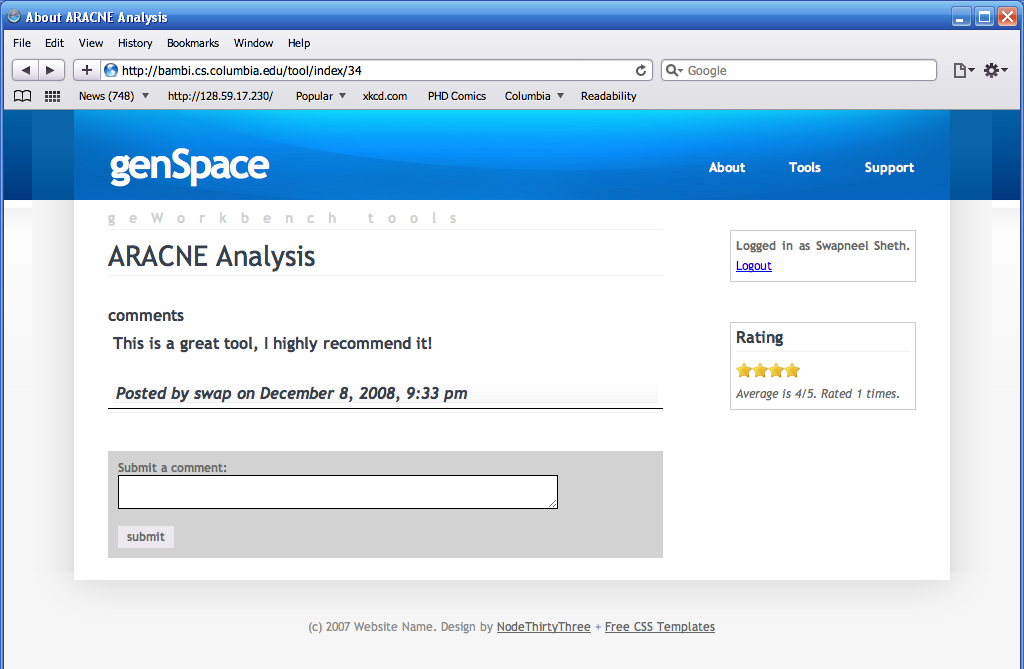 About ARACNE Analysis
File Edit View History Bookmarks Window Help
http://bambi.cs.columbia.edu/tool/index/34 Google
News (748) http://128.59.17.230/ Popular xkcd.com PHD Comics Columbia Readability
genSpace
About Tools Support
geWorkbench tools
ARACNE Analysis
Logged in as Swapneel Sheth.
Logout
comments
This is a great tool, I highly recommend it!
Posted by swap on December 8, 2008, 9:33 pm
Rating
Average is 4/5. Rated 1 times.
Submit a comment:
submit
(c) 2007 Website Name. Design by NodeThirtyThree + Free CSS Templates